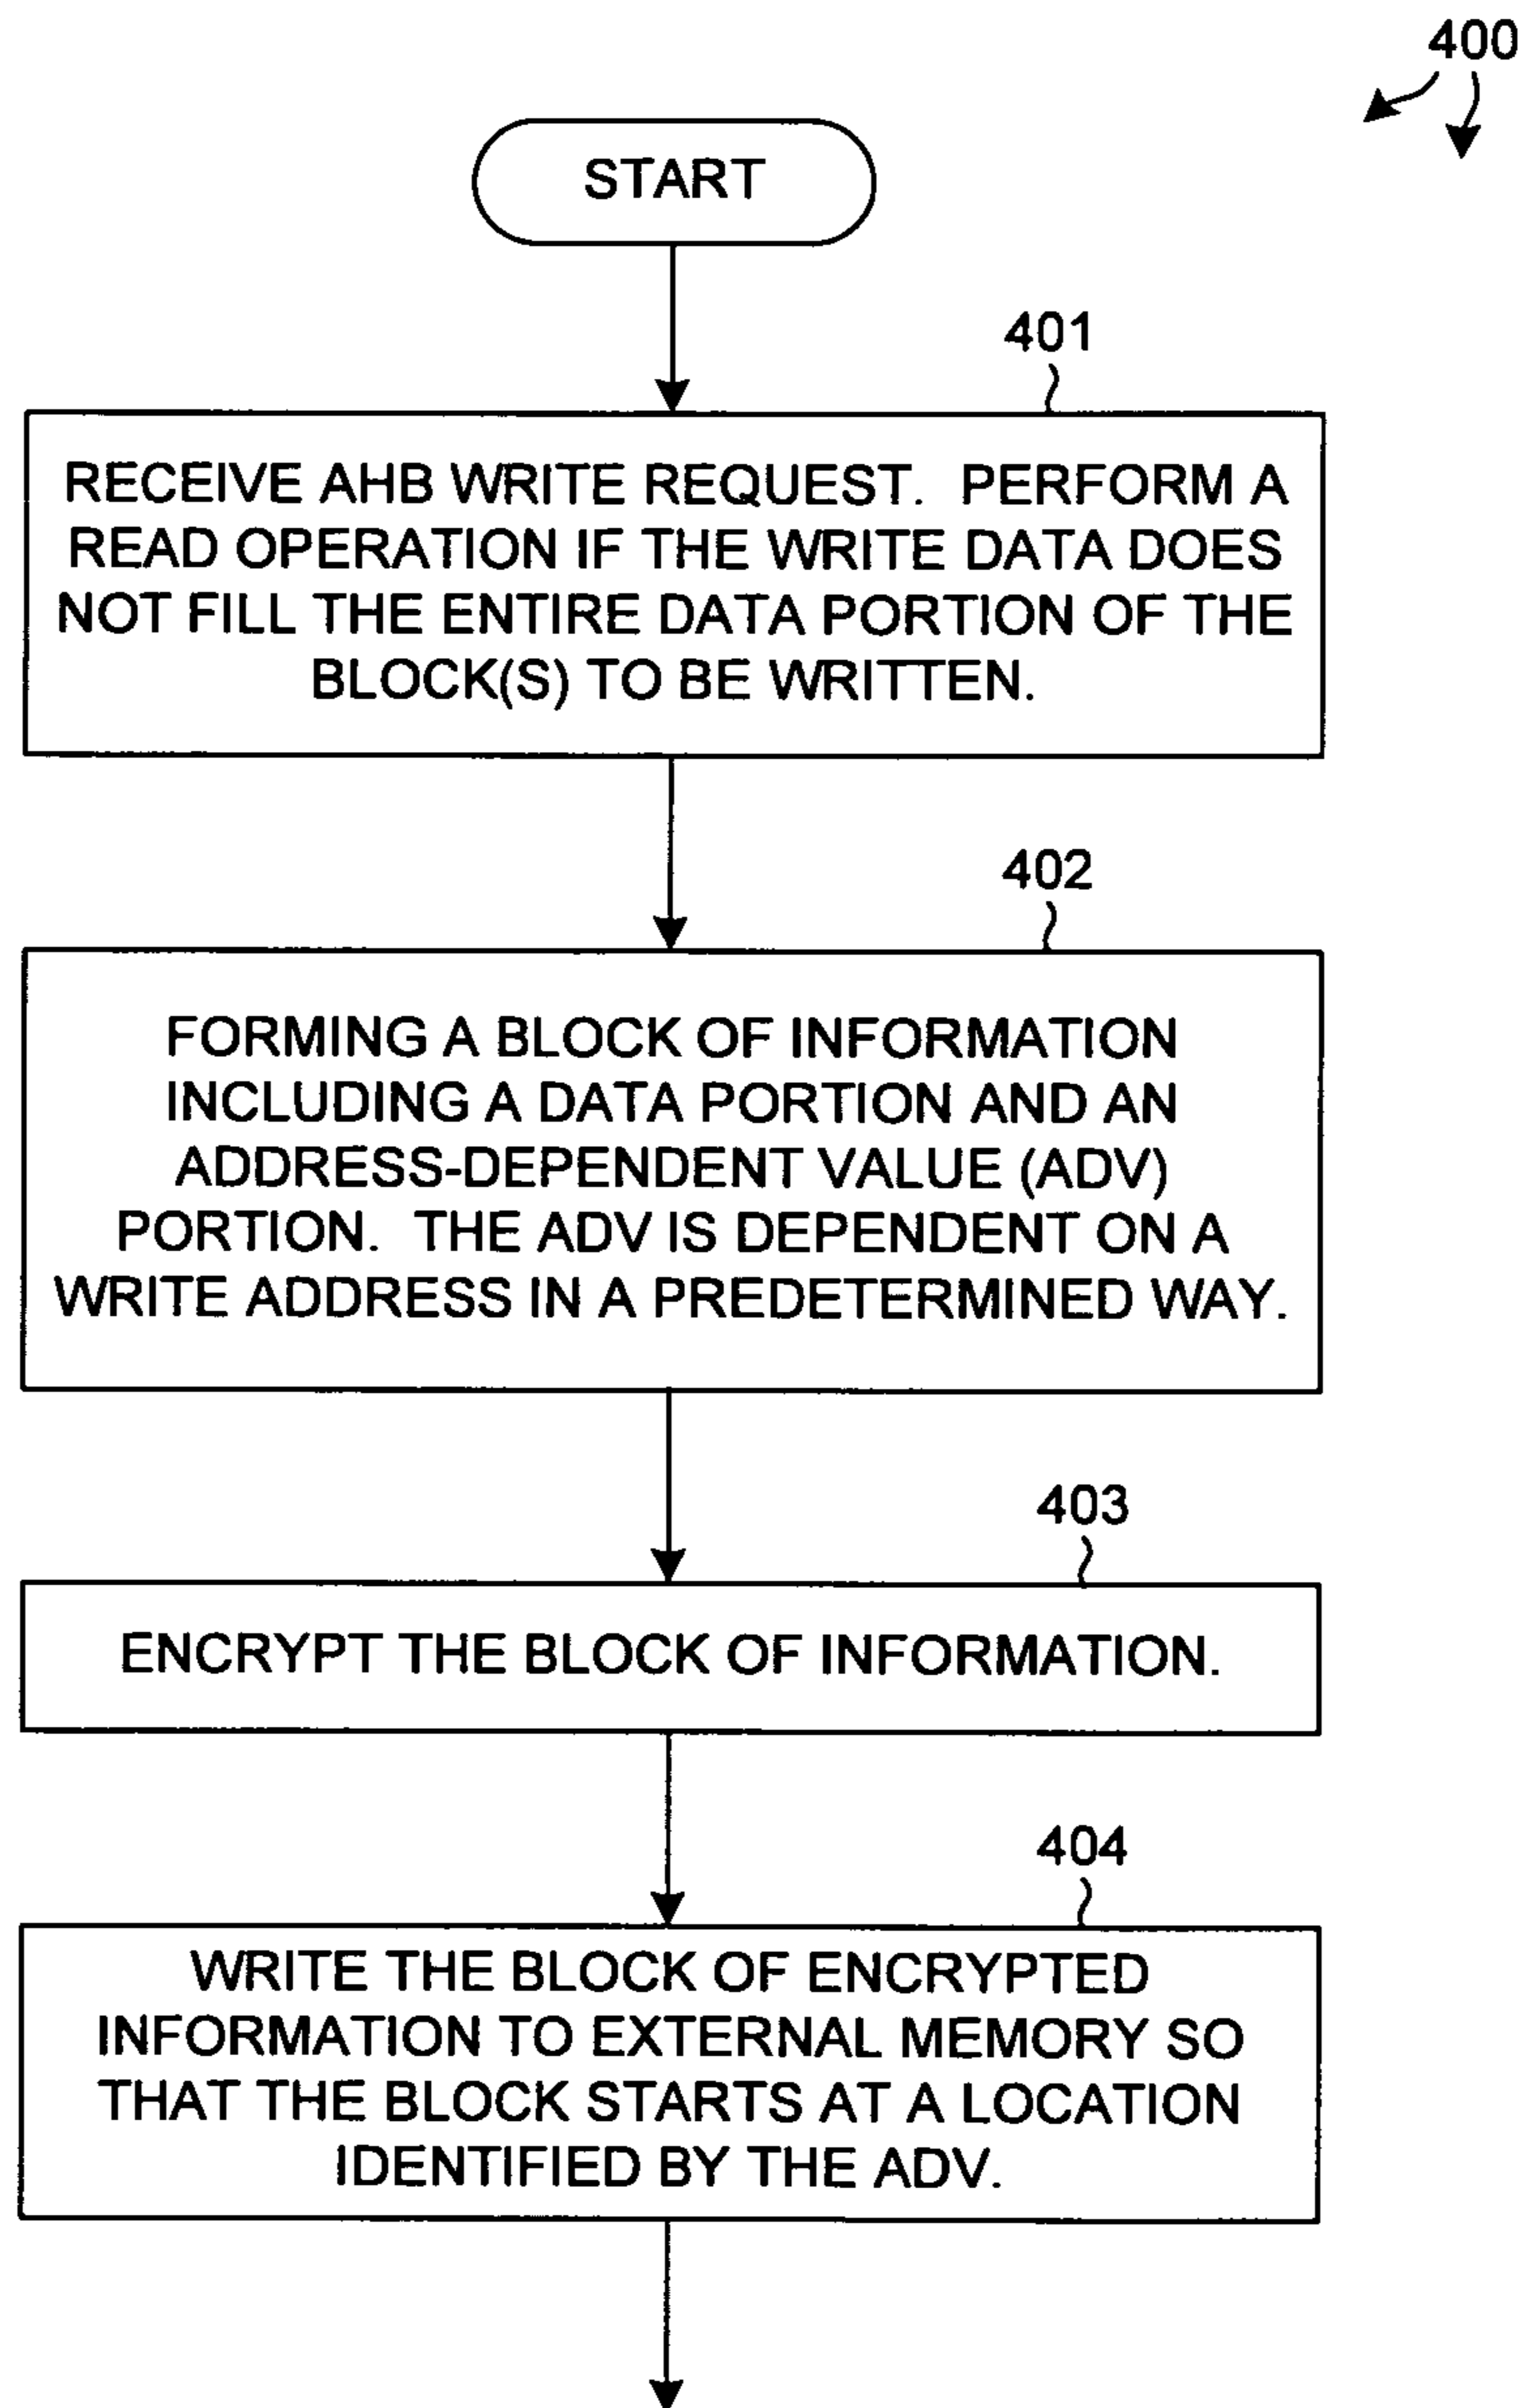 400
START
401
RECEIVE AHB WRITE REQUEST. PERFORM A
READ OPERATION IF THE WRITE DATA DOES
NOT FILL THE ENTIRE DATA PORTION OF THE
BLOCK(S) TO BE WRITTEN.
402
FORMING A BLOCK OF INFORMATION
INCLUDING A DATA PORTION AND AN
ADDRESS-DEPENDENT VALUE (ADV)
PORTION. THE ADV IS DEPENDENT ON A
WRITE ADDRESS IN A PREDETERMINED WAY.
403
ENCRYPT THE BLOCK OF INFORMATION.
404
WRITE THE BLOCK OF ENCRYPTED
INFORMATION TO EXTERNAL MEMORY SO
THAT THE BLOCK STARTS AT A LOCATION
IDENTIFIED BY THE ADV.